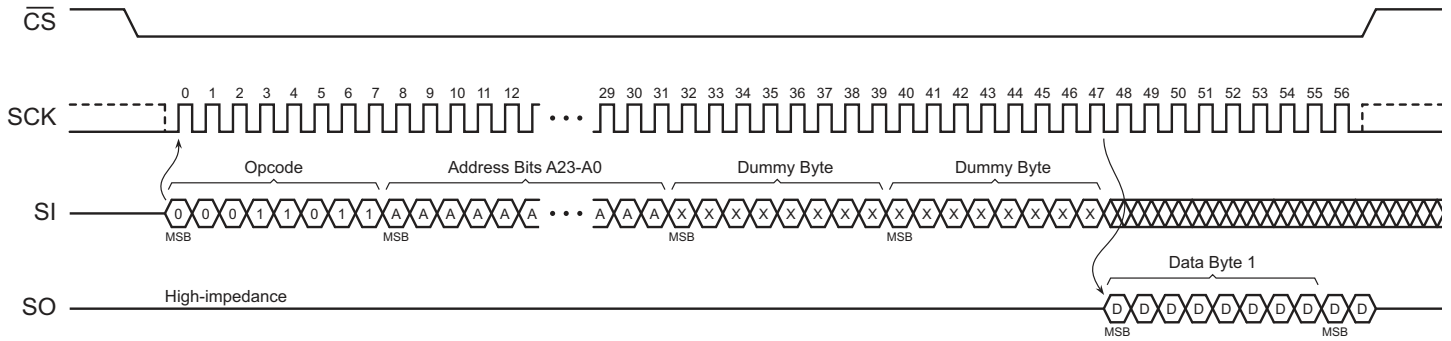 CS
0 1 2 3 4 5 6 7 8 9 10 11 12 29 30 31 32 33 34 35 36 37 38 39 40 41 42 43 44 45 46 47 48 49 50 51 52 53 54 55 56
SCK • • •
Opcode Address Bits A23-A0 Dummy Byte Dummy Byte
SI 0 0 0 1 1 0 1 1 A A A A A A • • • A A A X X X X X X X X X X X X X X X X
MSB MSB MSB MSB
Data Byte 1
High-impedance
SO D D D D D D D D D D
MSB MSB